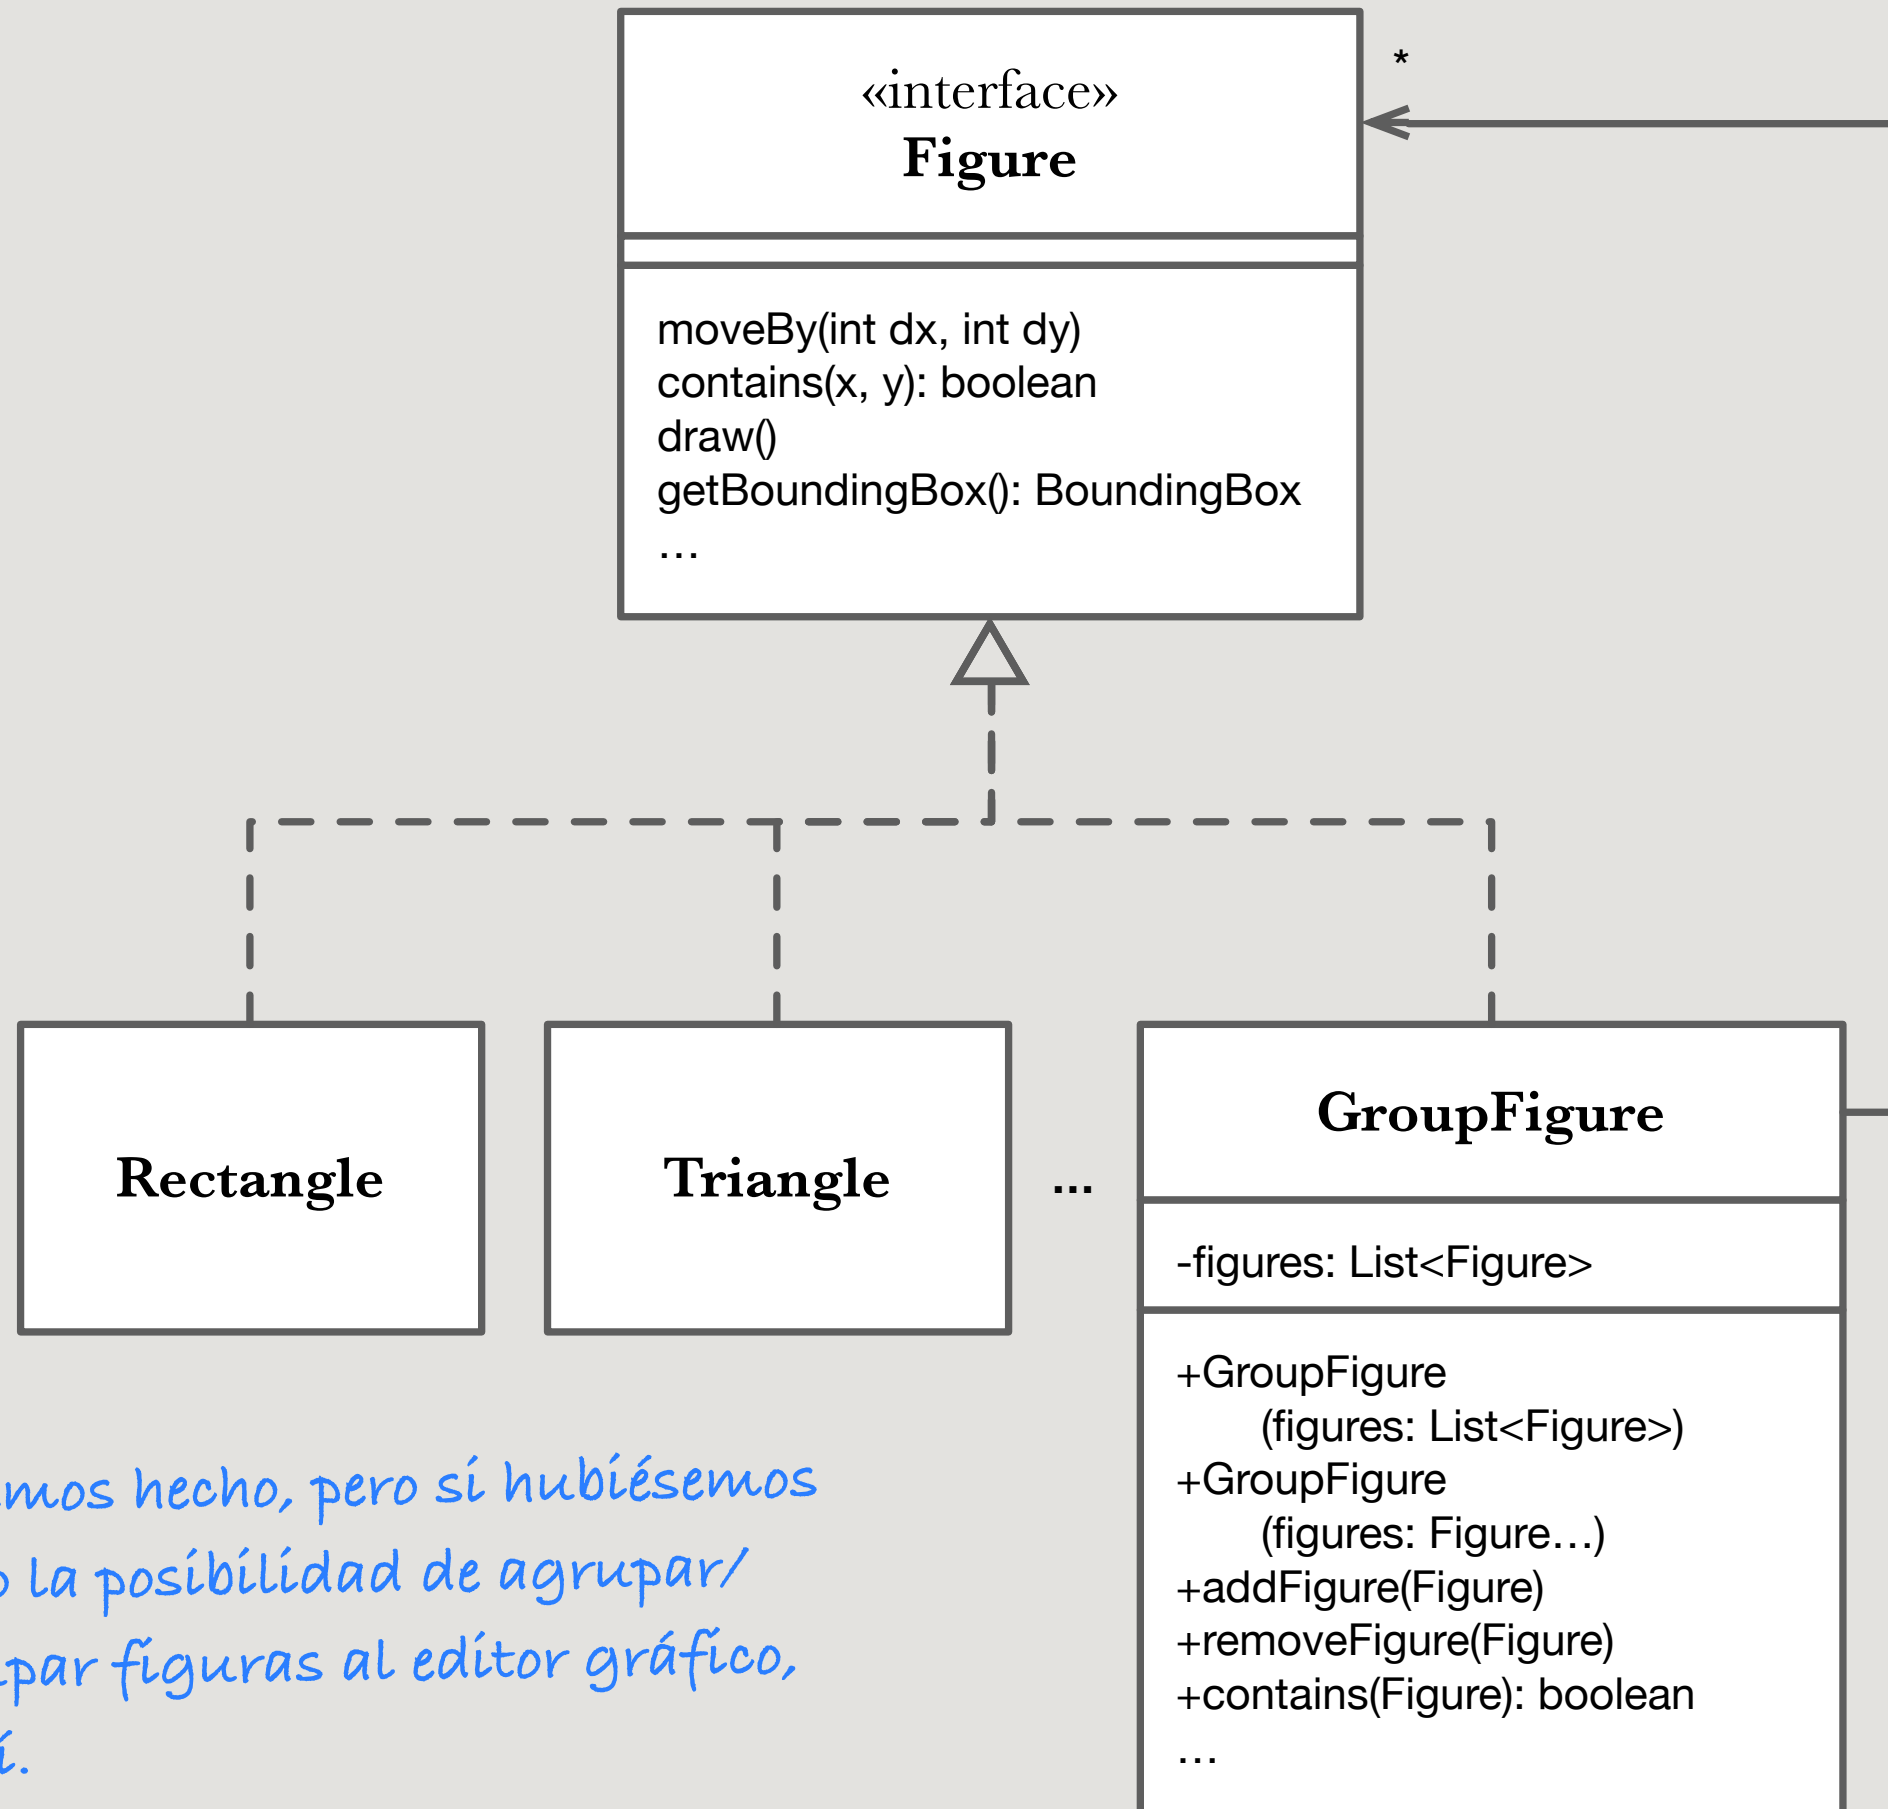 «interface»
Figure
*
moveBy(int dx, int dy)
contains(x, y): boolean
draw()
getBoundingBox(): BoundingBox
…
Rectangle
Triangle
...
GroupFigure
-figures: List<Figure>
+GroupFigure
(figures: List<Figure>)
+GroupFigure
(figures: Figure…)
+addFigure(Figure)
+removeFigure(Figure)
+contains(Figure): boolean
…
hecho, pero si hubiésemos
la posibilidad de agrupar/
figuras al editor gráfico,